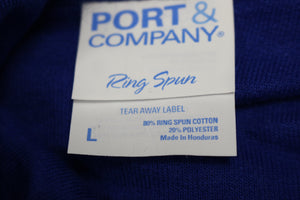 PORT &
COMPANY®
Ring Spun
TEAR AWAY LABEL
L
80% RING SPUN COTTON
20% POLYESTER
Made In Honduras